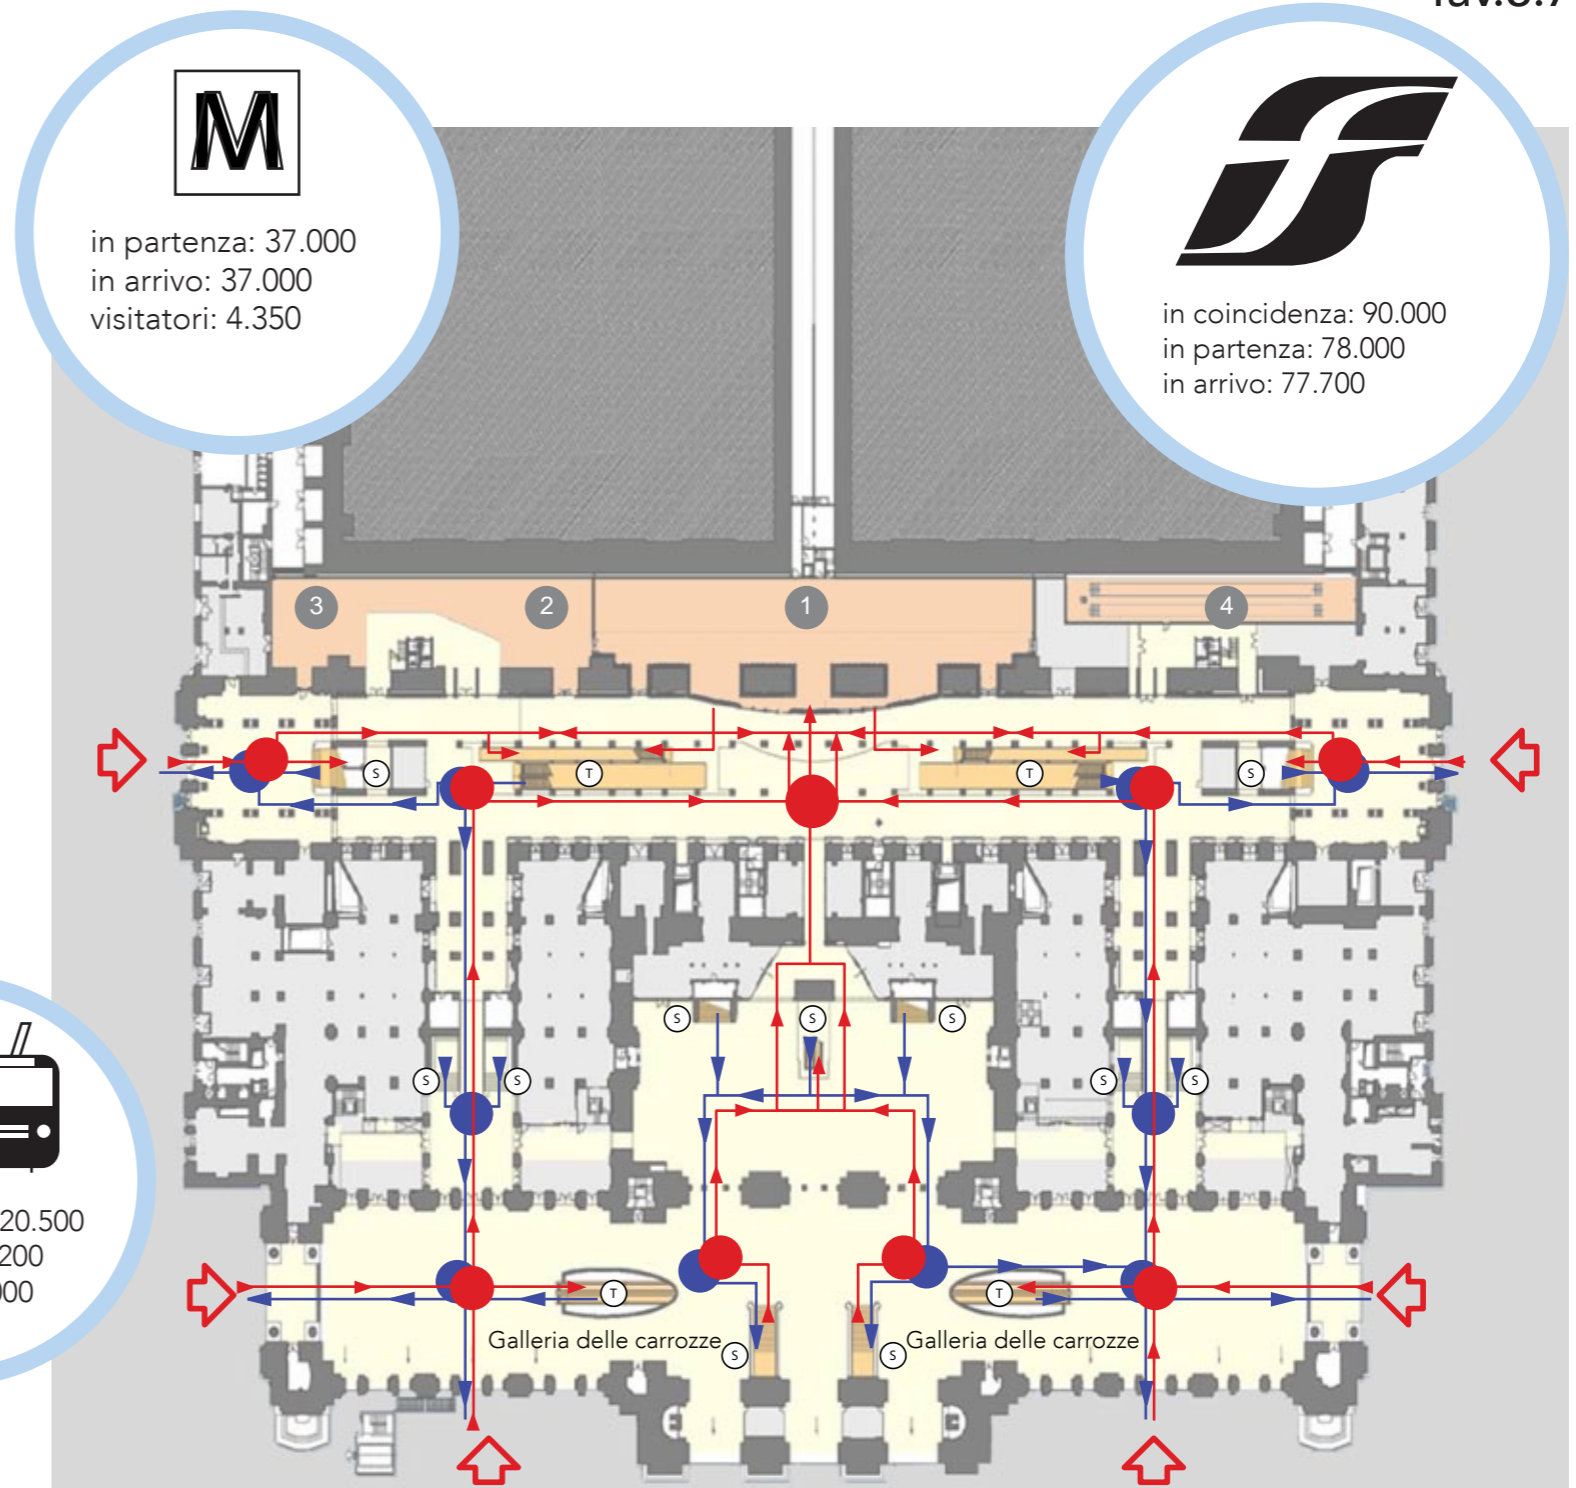 M
in partenza: 37.000
in arrivo: 37.000
visitatori: 4.350
in coincidenza: 90.000
in partenza: 78.000
in arrivo: 77.700
3
2
1
4
S
T
T
S
S
S
S
S
S
S
S
20.500
200
000
T
T
Galleria delle carrozze
S
S
Galleria delle carrozze